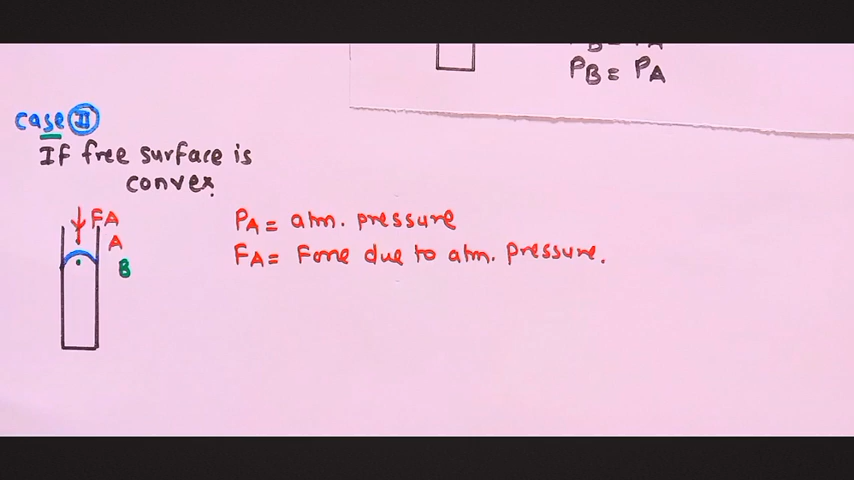 PB = PA
case II
If free surface is
convex
FA
A
B
PA = atm. pressure
FA = Force due to atm. pressure.